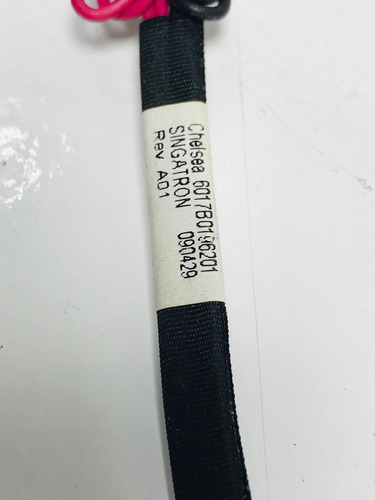 Chelsea 6017B0196201
SINGATRON 090429
Rev. A01